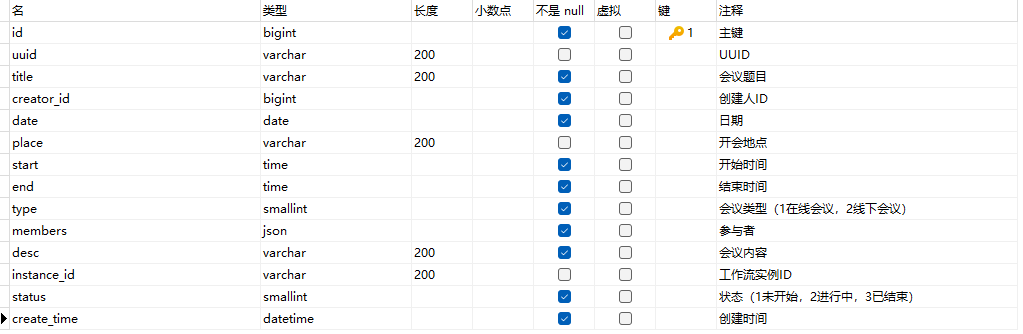 名 类型 长度 小数点 不是 null 虚拟 键 注释
id bigint 1 主键
uuid varchar 200 UUID
title varchar 200 会议题目
creator_id bigint 创建人ID
date date 日期
place varchar 200 开会地点
start time 开始时间
end time 结束时间
type smallint 会议类型（1在线会议，2线下会议）
members json 参与者
desc varchar 200 会议内容
instance_id varchar 200 工作流实例ID
status smallint 状态（1未开始，2进行中，3已结束）
create_time datetime 创建时间